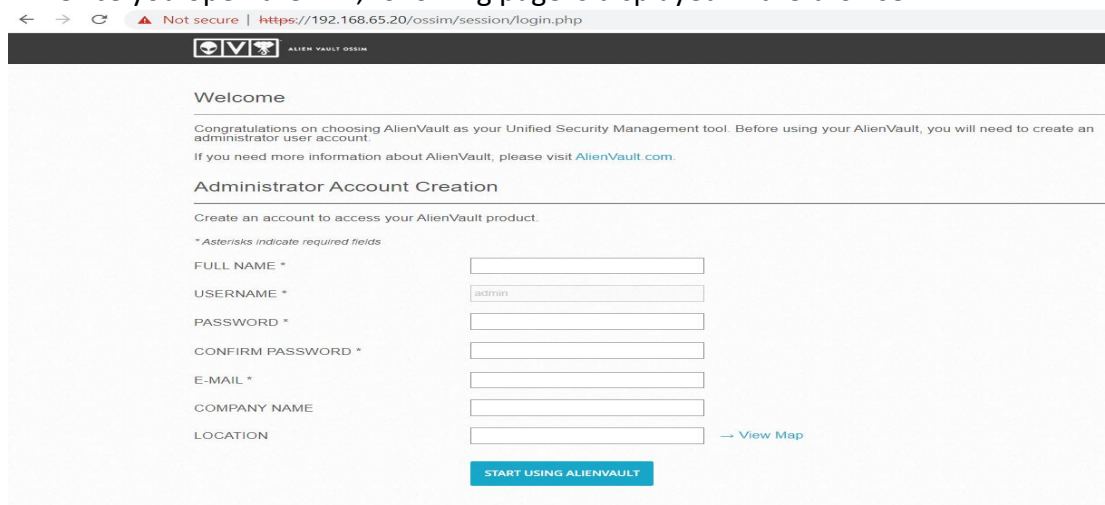 Not secure | https://192.168.65.20/ossim/session/login.php
ALIEN VAULT OSSIM
Welcome
Congratulations on choosing AlienVault as your Unified Security Management tool. Before using your AlienVault, you will need to create an
administrator user account.
If you need more information about AlienVault, please visit AlienVault.com.
Administrator Account Creation
Create an account to access your AlienVault product.
* Asterisks indicate required fields
FULL NAME *
USERNAME * admin
PASSWORD *
CONFIRM PASSWORD *
E-MAIL *
COMPANY NAME
LOCATION → View Map
START USING ALIENVAULT